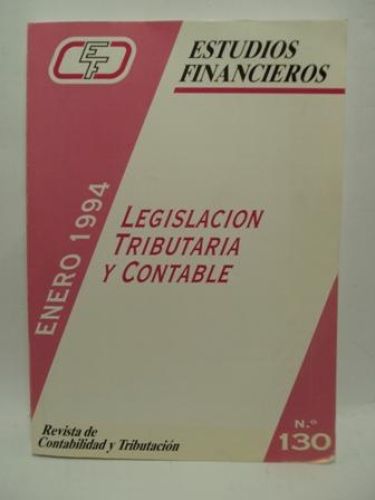 EF
ESTUDIOS
FINANCIEROS
ENERO 1994
LEGISLACION
TRIBUTARIA
Y CONTABLE
Revista de
Contabilidad y Tributación
N.º
130